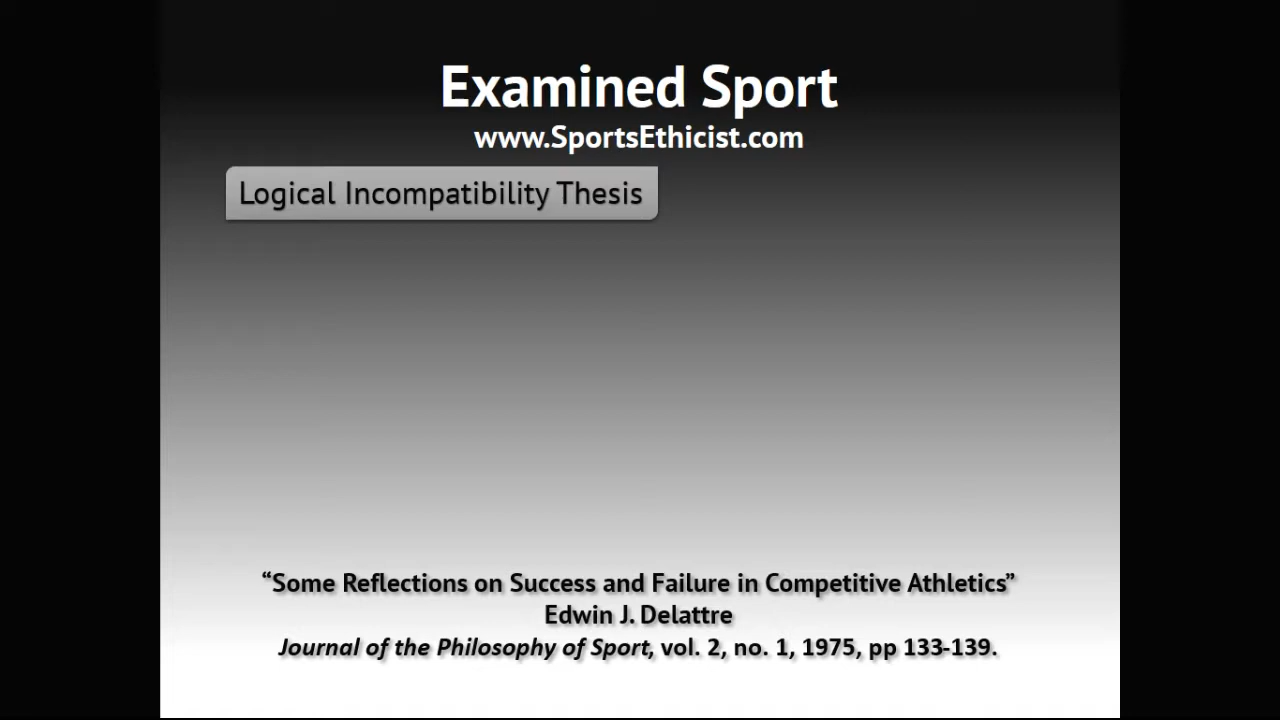 Examined Sport
www.SportsEthicist.com
Logical Incompatibility Thesis
“Some Reflections on Success and Failure in Competitive Athletics”
Edwin J. Delattre
Journal of the Philosophy of Sport, vol. 2, no. 1, 1975, pp 133-139.